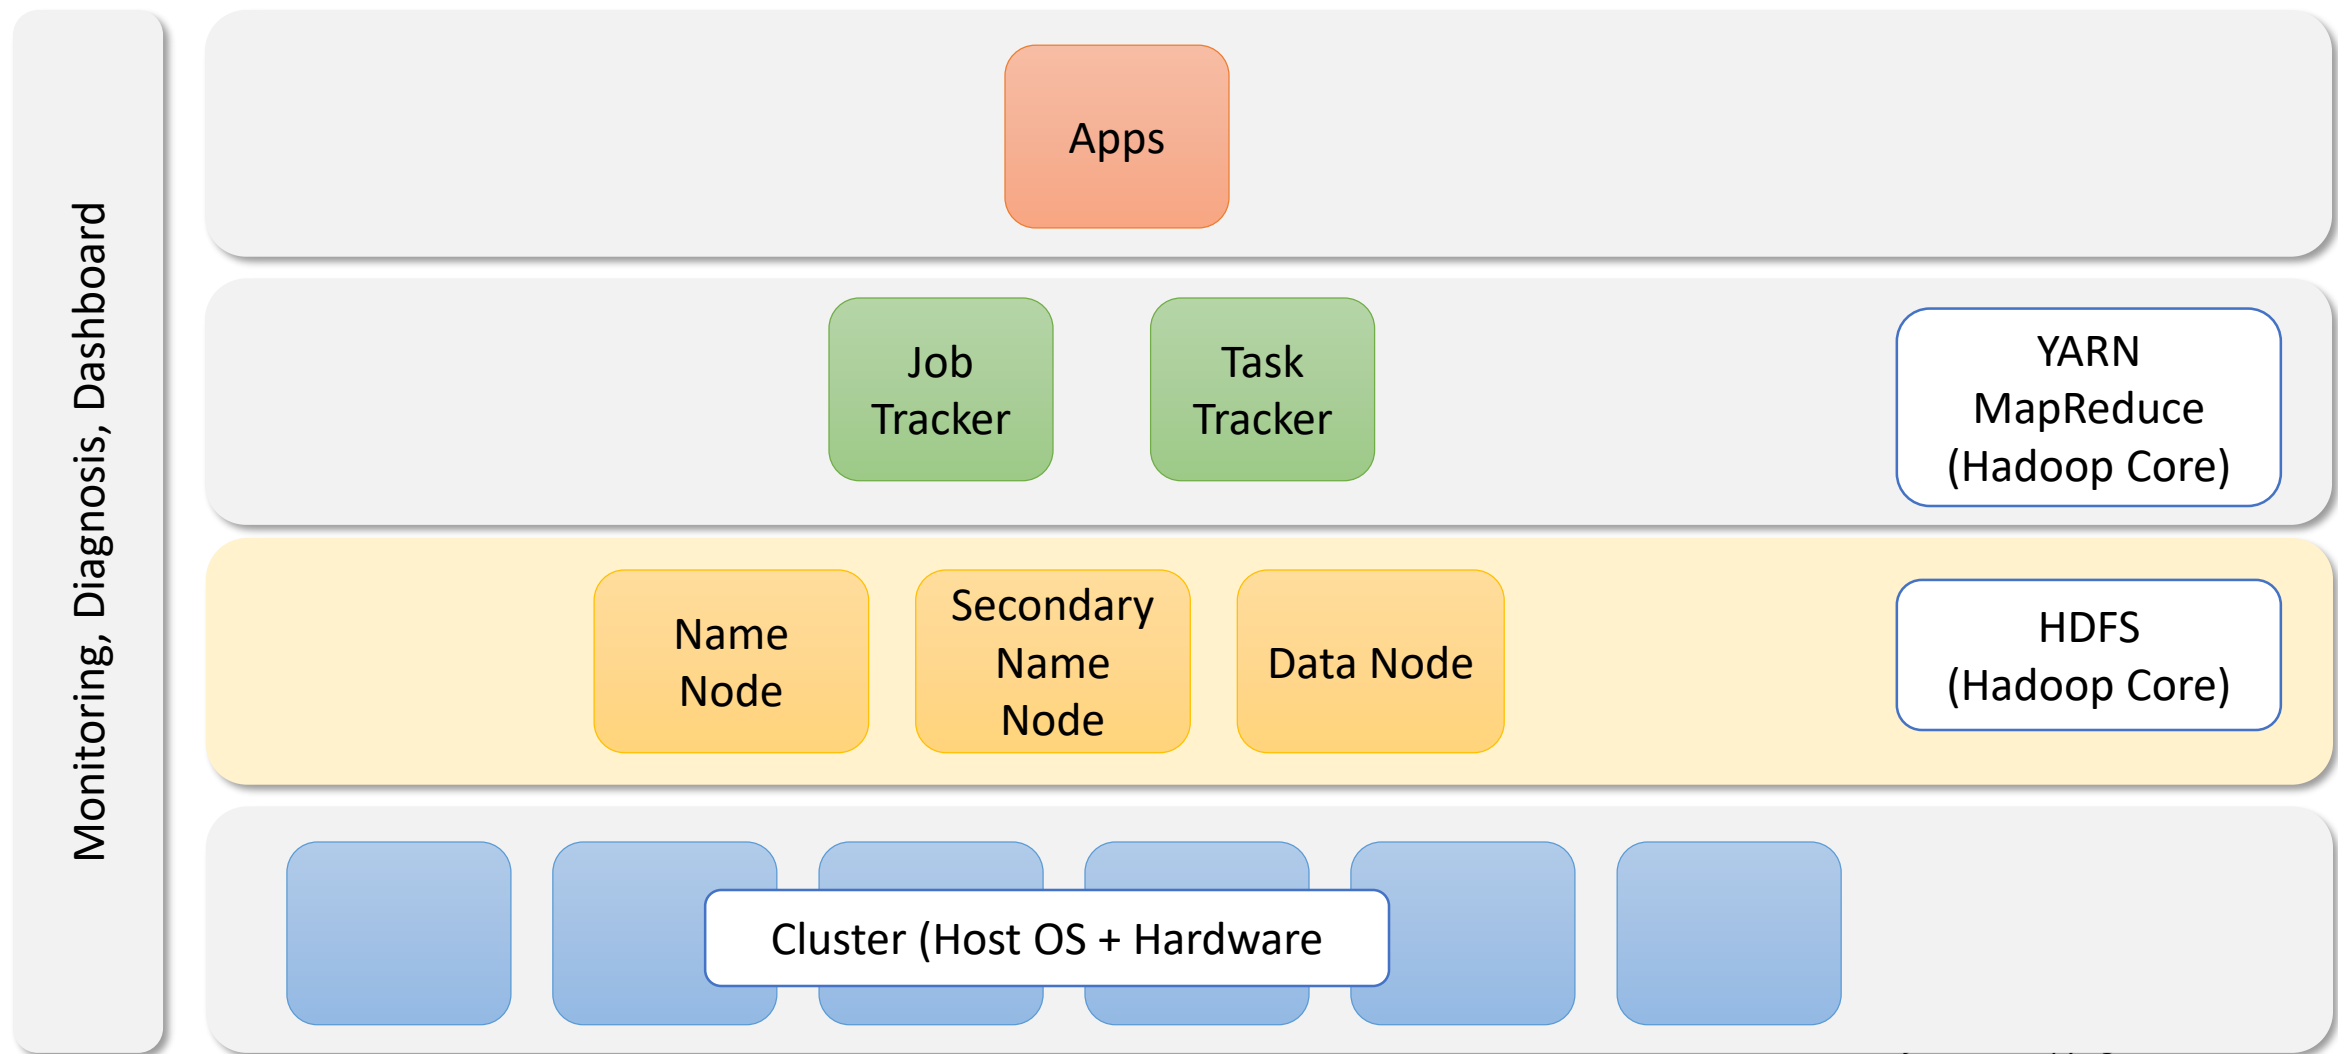 Monitoring, Diagnosis, Dashboard
Apps
Job
Tracker
Task
Tracker
YARN
MapReduce
(Hadoop Core)
Name
Node
Secondary
Name
Node
Data Node
HDFS
(Hadoop Core)
Cluster (Host OS + Hardware